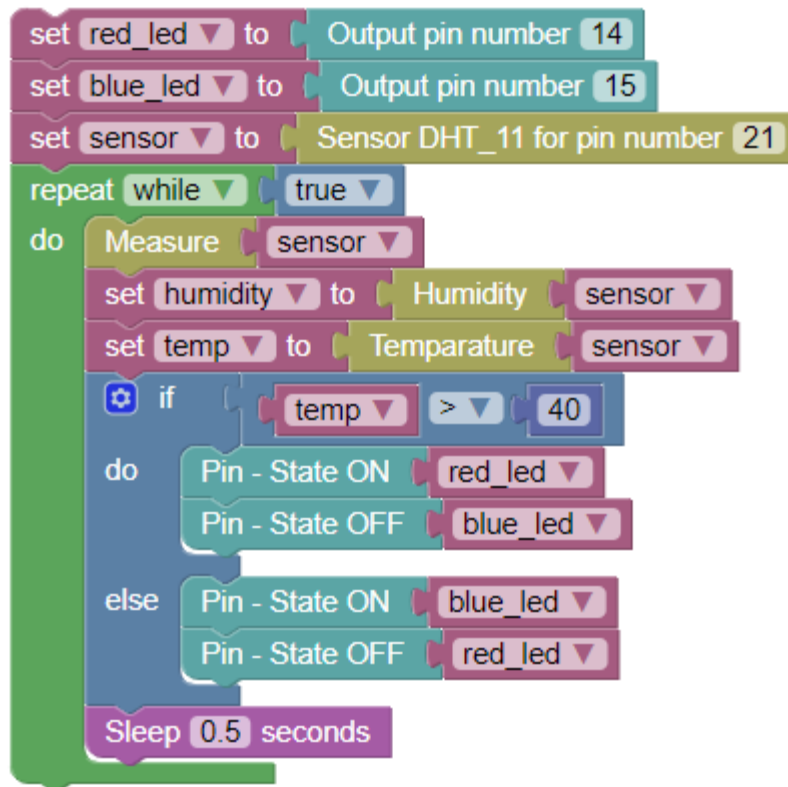 set red_led ▼ to Output pin number 14
set blue_led ▼ to Output pin number 15
set sensor ▼ to Sensor DHT_11 for pin number 21
repeat while ▼ true ▼
do Measure sensor ▼
set humidity ▼ to Humidity sensor ▼
set temp ▼ to Temparature sensor ▼
if temp ▼ > ▼ 40
do Pin - State ON red_led ▼
Pin - State OFF blue_led ▼
else Pin - State ON blue_led ▼
Pin - State OFF red_led ▼
Sleep 0.5 seconds